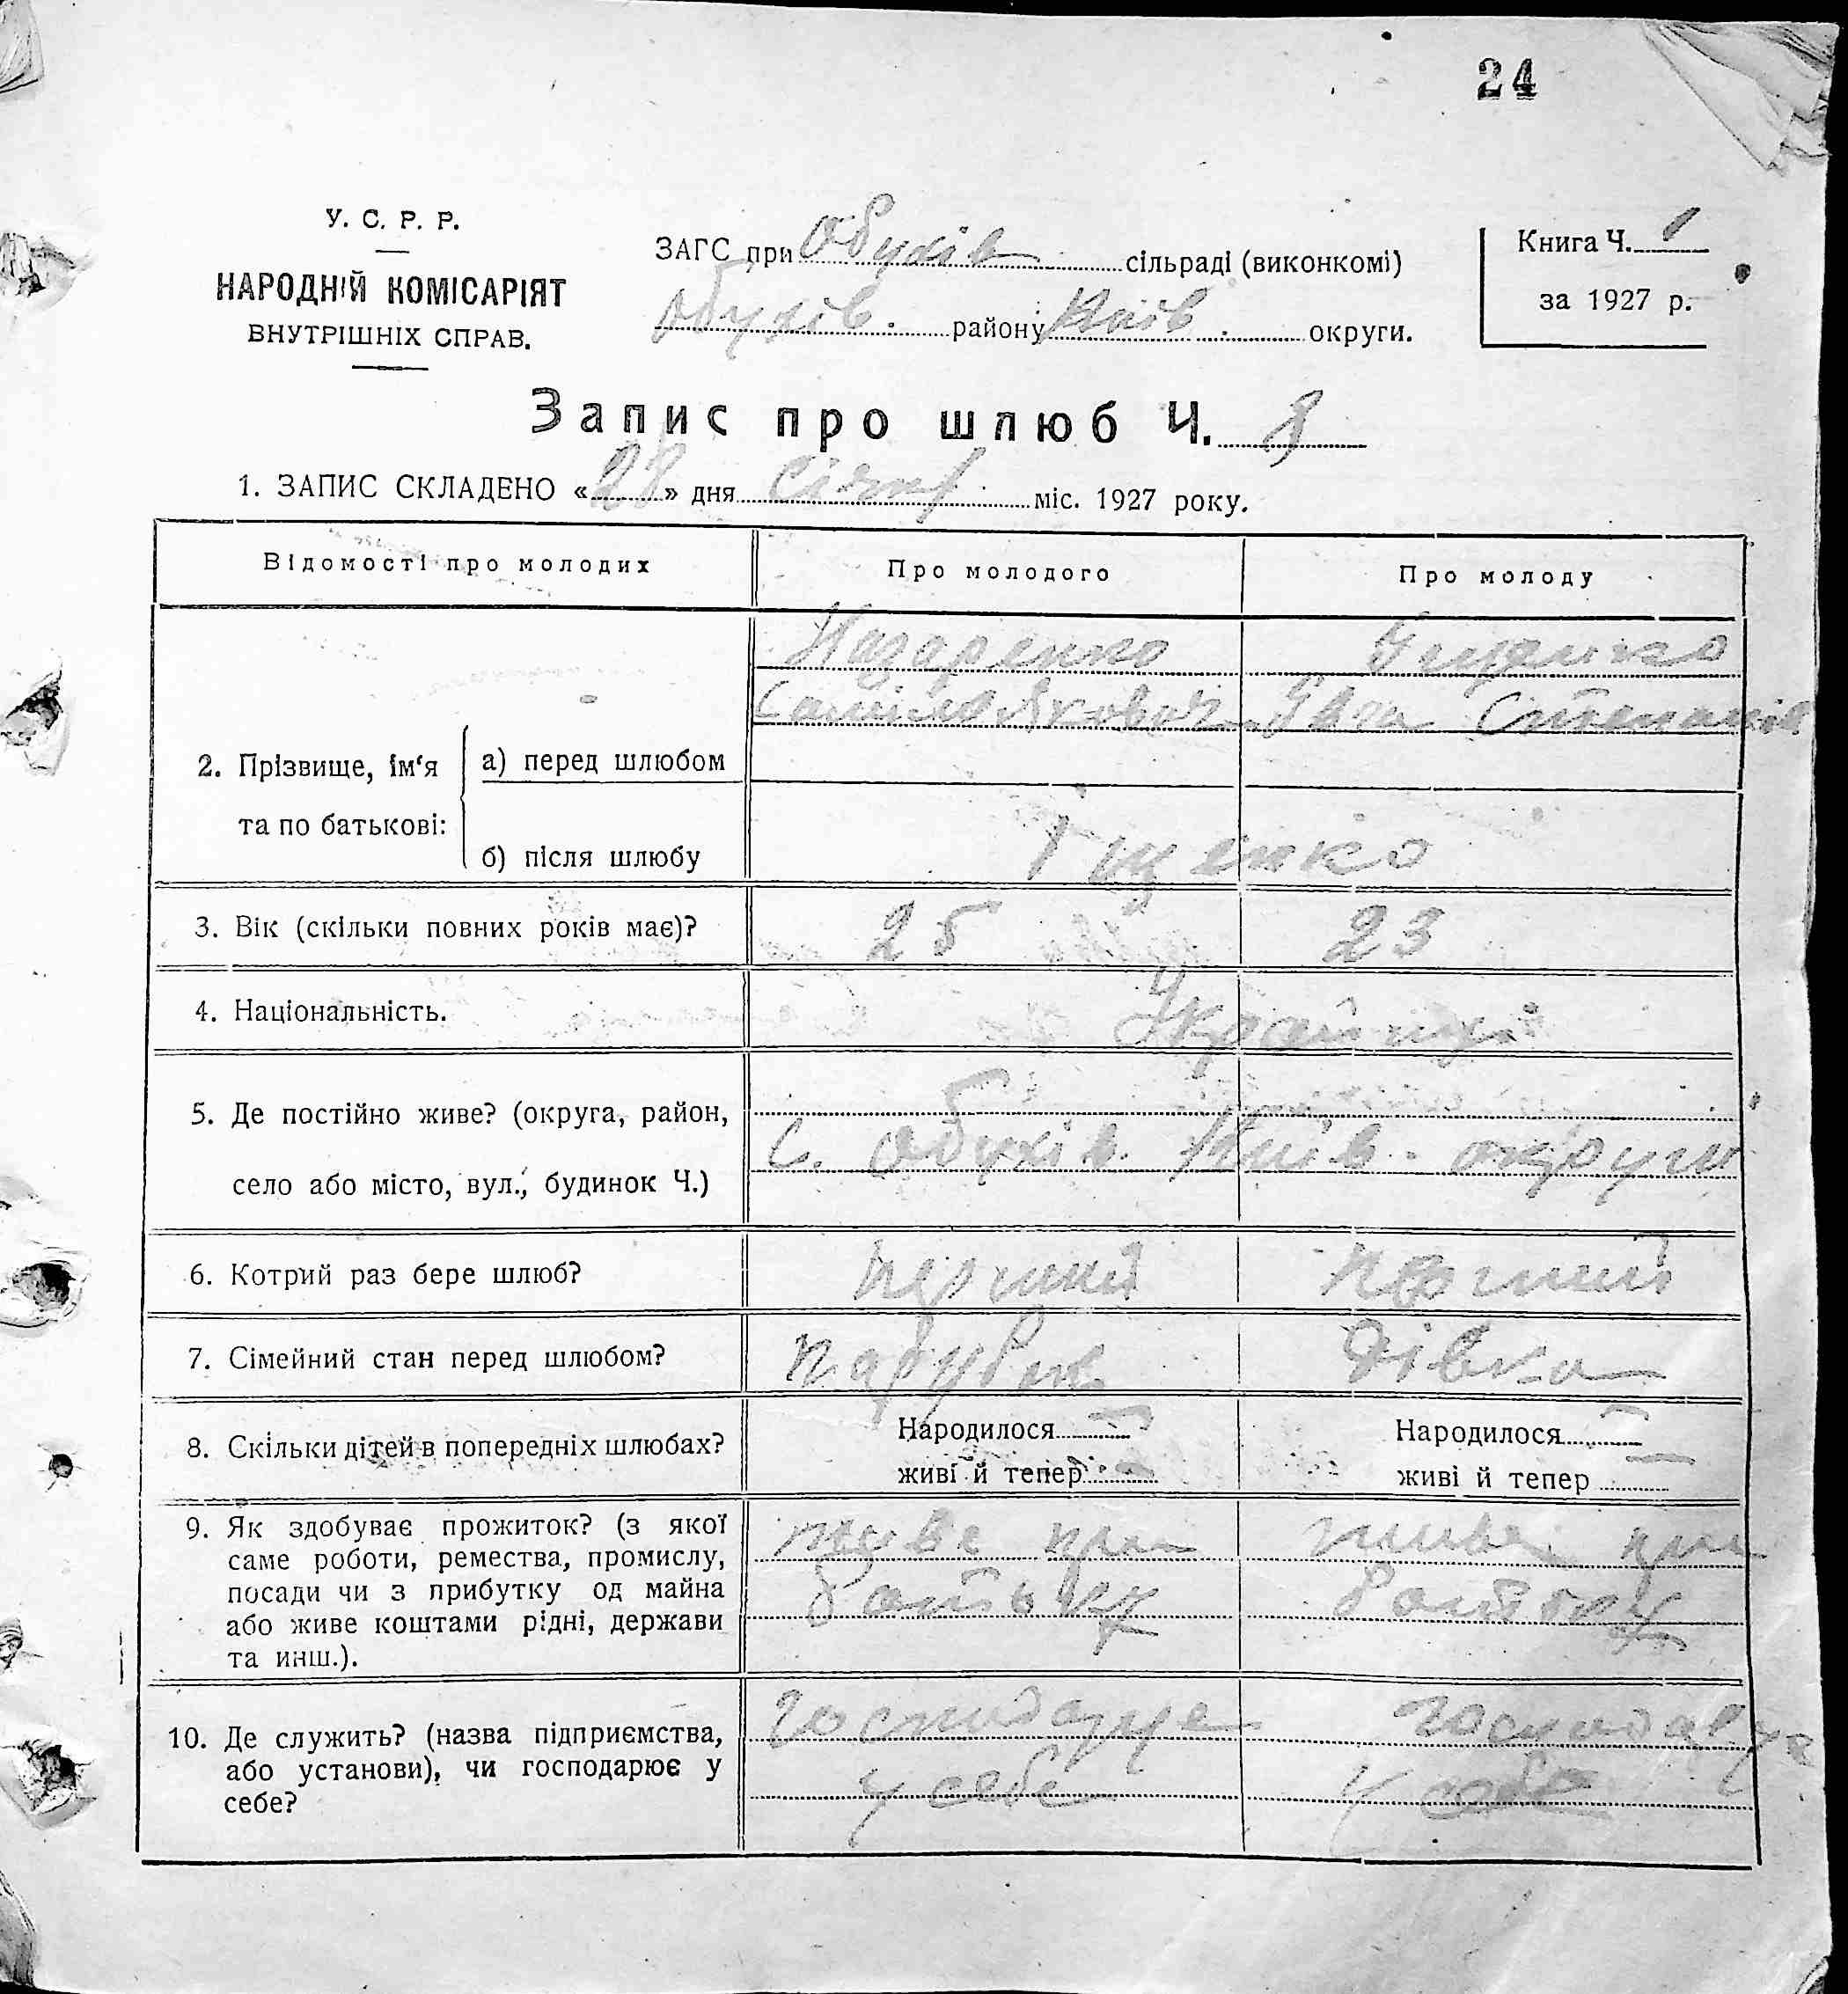 24
У. С. Р. Р.
НАРОДНІЙ КОМІСАРІЯТ
ВНУТРІШНІХ СПРАВ.
ЗАГС при Обухів сільраді (виконкомі)
Обухів. району Київ. округи.
Книга Ч. 1
за 1927 р.
Запис про шлюб Ч. 8
1. ЗАПИС СКЛАДЕНО «28» дня Січня міс. 1927 року.
Відомості про молодих Про молодого Про молоду
2. Прізвище, ім‘я та по батькові:
а) перед шлюбом
Назаренко
Самійло Якович
Іщенко
Степанів
б) після шлюбу
Іщенко
3. Вік (скільки повних років має)? 25 23
4. Національність. Українці
5. Де постійно живе? (округа, район,
село або місто, вул., будинок Ч.)
с. Обухів. Київ. округи
6. Котрий раз бере шлюб? перший перший
7. Сімейний стан перед шлюбом? парубок дівка
8. Скільки дітей в попередніх шлюбах?
Народилося —
живі й тепер —
Народилося —
живі й тепер —
9. Як здобуває прожиток? (з якої
саме роботи, ремества, промислу,
посади чи з прибутку од майна
або живе коштами рідні, держави
та инш.).
живе при
батьку
живе при
батьку
10. Де служить? (назва підприємства,
або установи), чи господарює у
себе?
господарює
у себе
господарує
у себе